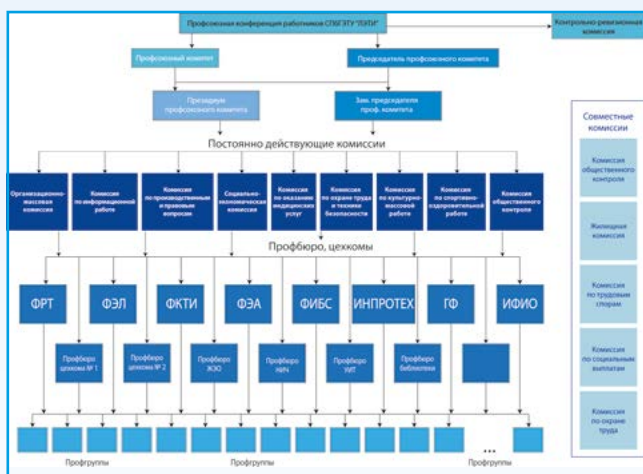 Профсоюзная конференция работников СПбГЭТУ "ЛЭТИ"
Контрольно-ревизионная
комиссия
Профсоюзный комитет
Председатель профсоюзного комитета
Президиум
профсоюзного комитета
Зам. председателя
проф. комитета
Постоянно действующие комиссии
Организационно-
массовая
комиссия
Комиссия
по информационной
работе
Комиссия
по производственным
и правовым
вопросам
Социально-
экономическая
комиссия
Комиссия
по оказанию
медицинских
услуг
Комиссия
по охране труда
и технике
безопасности
Комиссия
по культурно-
массовой
работе
Комиссия
по спортивно-
оздоровительной
работе
Комиссия
общественного
контроля
Профбюро, цехкомы
ФРТ
ФЭЛ
ФКТИ
ФЭА
ФИБС
ИНПРОТЕХ
ГФ
ИФИО
Профбюро
цехкома № 1
Профбюро
цехкома № 2
Профбюро
ЖЭО
Профбюро
НИЧ
Профбюро
УИТ
Профбюро
библиотека
...
Профгруппы
Профгруппы
Профгруппы
Совместные
комиссии
Комиссия
общественного
контроля
Жилищная
комиссия
Комиссия
по трудовым
спорам
Комиссия
по социальным
выплатам
Комиссия
по охране
труда